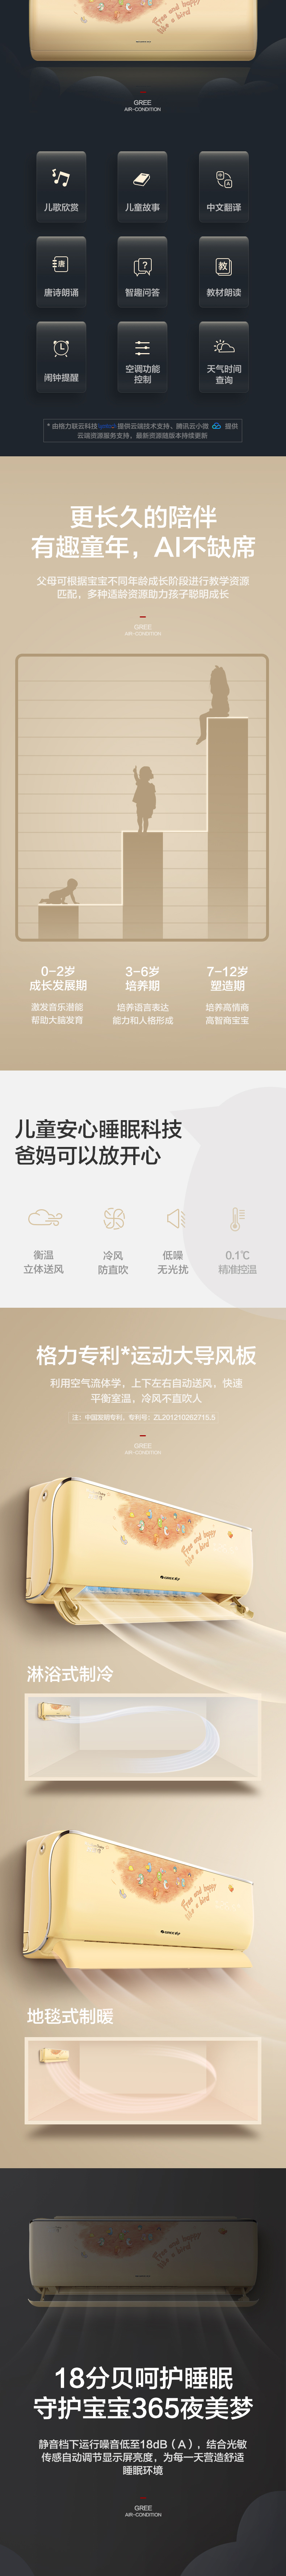 Free and happy
like a bird
GREE
AIR-CONDITION
儿歌欣赏
儿童故事
中文翻译
唐
唐诗朗诵
?
智趣问答
教
教材朗读
闹钟提醒
空调功能
控制
天气时间
查询
* 由格力联云科技 提供云端技术支持，腾讯云小微 提供
云端资源服务支持，最新资源随版本持续更新
更长久的陪伴
有趣童年，AI不缺席
父母可根据宝宝不同年龄成长阶段进行教学资源
匹配，多种适龄资源助力孩子聪明成长
GREE
AIR-CONDITION
0-2岁
成长发展期
激发音乐潜能
帮助大脑发育
3-6岁
培养期
培养语言表达
能力和人格形成
7-12岁
塑造期
培养高情商
高智商宝宝
儿童安心睡眠科技
爸妈可以放开心
衡温
立体送风
冷风
防直吹
低噪
无光扰
0.1℃
精准控温
格力专利*运动大导风板
利用空气流体学，上下左右自动送风，快速
平衡室温，冷风不直吹人
注：中国发明专利，专利号：ZL201210262715.5
GREE
AIR-CONDITION
Free and happy
like a bird
GREE格力
淋浴式制冷
Free and happy
like a bird
GREE格力
地毯式制暖
Free and happy
like a bird
18分贝呵护睡眠
守护宝宝365夜美梦
静音档下运行噪音低至18dB（A），结合光敏
传感自动调节显示屏亮度，为每一天营造舒适
睡眠环境
GREE
AIR-CONDITION